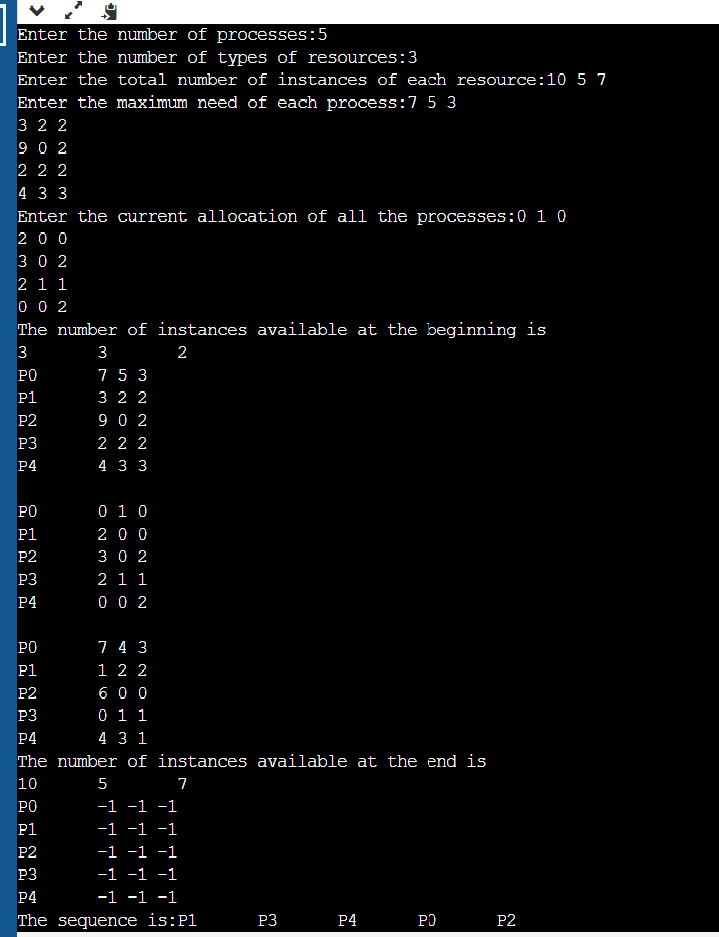 Enter the number of processes:5
Enter the number of types of resources:3
Enter the total number of instances of each resource:10 5 7
Enter the maximum need of each process:7 5 3
3 2 2
9 0 2
2 2 2
4 3 3
Enter the current allocation of all the processes:0 1 0
2 0 0
3 0 2
2 1 1
0 0 2
The number of instances available at the beginning is
3 3 2
P0 7 5 3
P1 3 2 2
P2 9 0 2
P3 2 2 2
P4 4 3 3
P0 0 1 0
P1 2 0 0
P2 3 0 2
P3 2 1 1
P4 0 0 2
P0 7 4 3
P1 1 2 2
P2 6 0 0
P3 0 1 1
P4 4 3 1
The number of instances available at the end is
10 5 7
P0 -1 -1 -1
P1 -1 -1 -1
P2 -1 -1 -1
P3 -1 -1 -1
P4 -1 -1 -1
The sequence is:P1 P3 P4 P0 P2